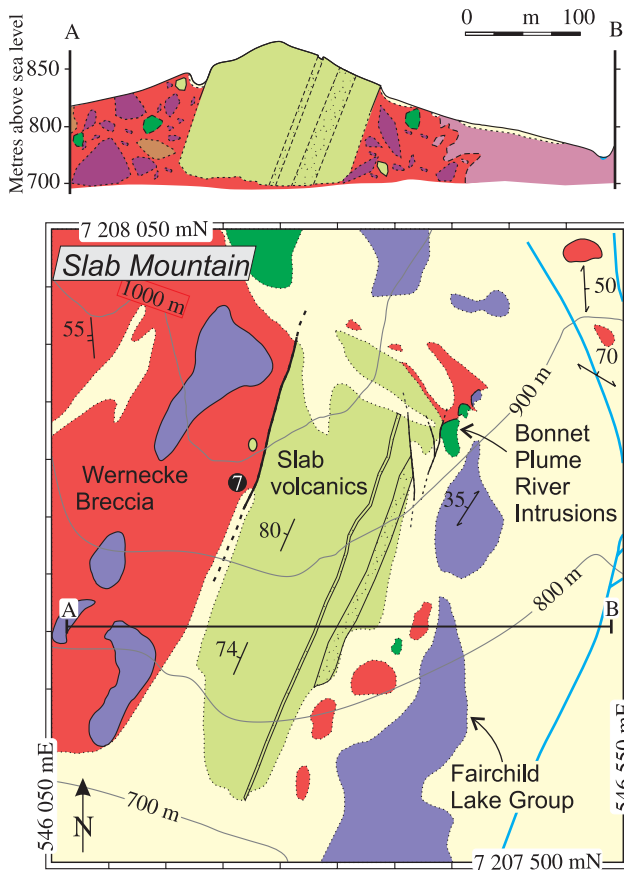 A
m
B
0
100
Metres above sea level
850
800
700
7 208 050 mN
Slab Mountain
1000 m
50
55
70
900 m
Bonnet
Plume
River
Intrusions
Slab
volcanics
Wernecke
Breccia
7
35
80
800 m
A
B
74
546 050 mE
546 550 mE
Fairchild
Lake Group
700 m
N
7 207 500 mN